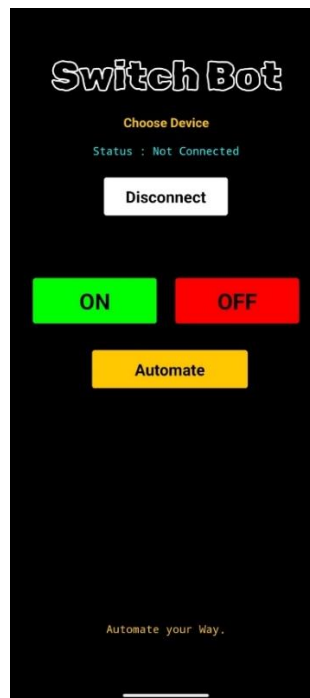 Switch Bot
Choose Device
Status : Not Connected
Disconnect
ON OFF
Automate
Automate your Way.